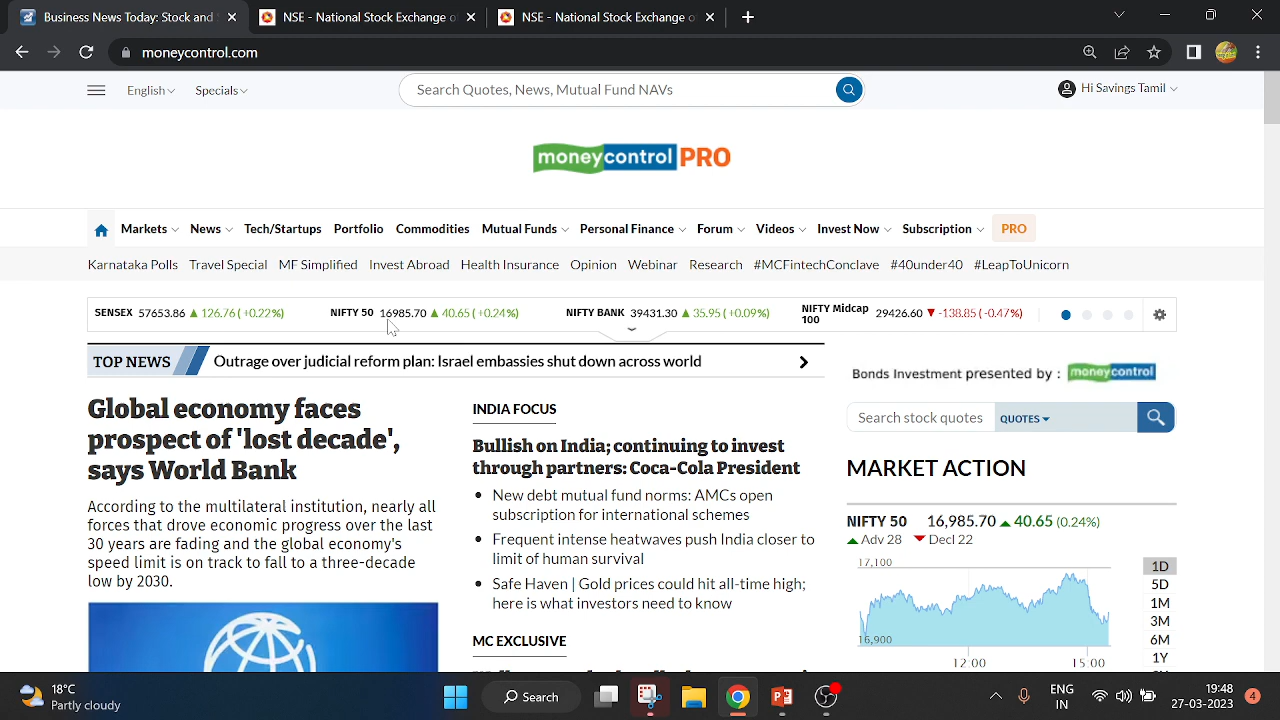 Business News Today: Stock and
NSE - National Stock Exchange o
NSE - National Stock Exchange o
moneycontrol.com
English
Specials
Search Quotes, News, Mutual Fund NAVs
Hi Savings Tamil
moneycontrol PRO
Markets
News
Tech/Startups
Portfolio
Commodities
Mutual Funds
Personal Finance
Forum
Videos
Invest Now
Subscription
PRO
Karnataka Polls
Travel Special
MF Simplified
Invest Abroad
Health Insurance
Opinion
Webinar
Research
#MCFintechConclave
#40under40
#LeapToUnicorn
SENSEX 57653.86 ▲ 126.76 ( +0.22%)
NIFTY 50 16985.70 ▲ 40.65 ( +0.24%)
NIFTY BANK 39431.30 ▲ 35.95 ( +0.09%)
NIFTY Midcap
100 29426.60 ▼ -138.85 ( -0.47%)
TOP NEWS
Outrage over judicial reform plan: Israel embassies shut down across world
Global economy faces
prospect of 'lost decade',
says World Bank
According to the multilateral institution, nearly all
forces that drove economic progress over the last
30 years are fading and the global economy's
speed limit is on track to fall to a three-decade
low by 2030.
INDIA FOCUS
Bullish on India; continuing to invest
through partners: Coca-Cola President
• New debt mutual fund norms: AMCs open
subscription for international schemes
• Frequent intense heatwaves push India closer to
limit of human survival
• Safe Haven | Gold prices could hit all-time high;
here is what investors need to know
MC EXCLUSIVE
Bonds Investment presented by : moneycontrol
Search stock quotes
QUOTES
MARKET ACTION
NIFTY 50 16,985.70 ▲ 40.65 (0.24%)
▲ Adv 28 ▼ Decl 22
17,100
16,900
12:00
15:00
1D
5D
1M
3M
6M
1Y
18°C
Partly cloudy
Search
ENG
IN
19:48
27-03-2023
4